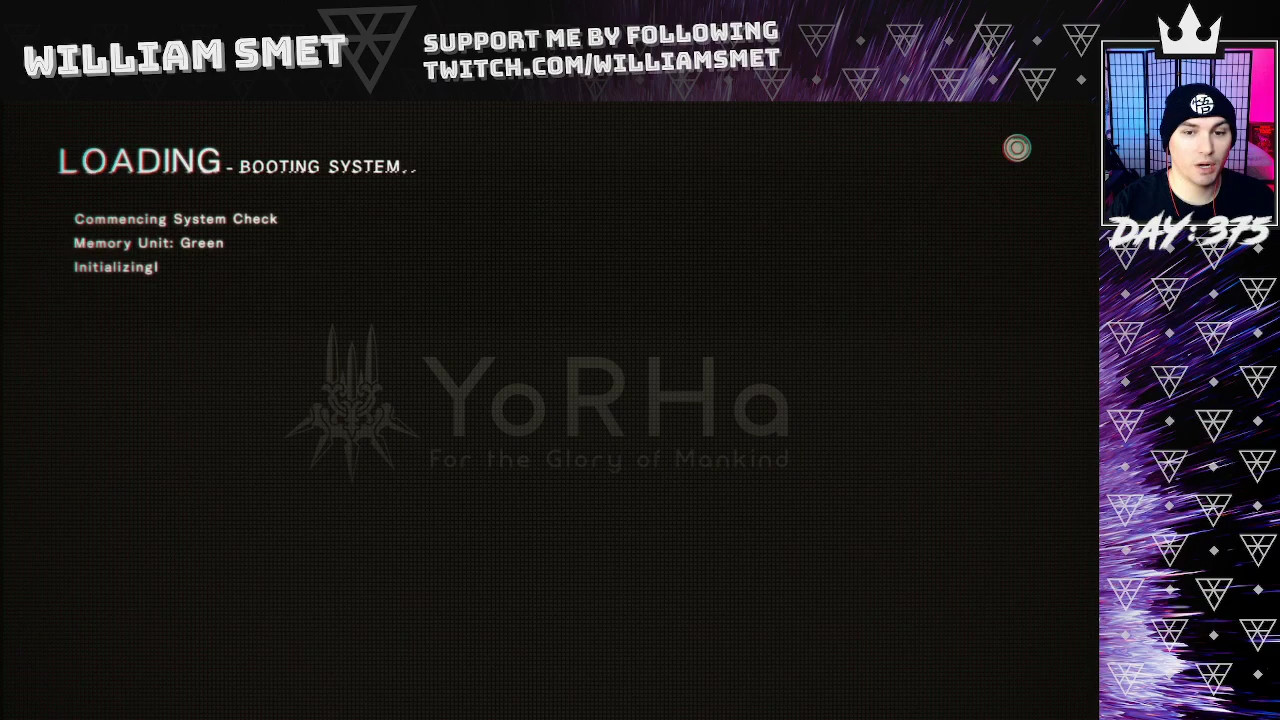 WILLIAM SMET
SUPPORT ME BY FOLLOWING
TWITCH.COM/WILLIAMSMET
悟
DAY: 375
LOADING - BOOTING SYSTEM..
Commencing System Check
Memory Unit: Green
Initializing
YoRHa
For the Glory of Mankind